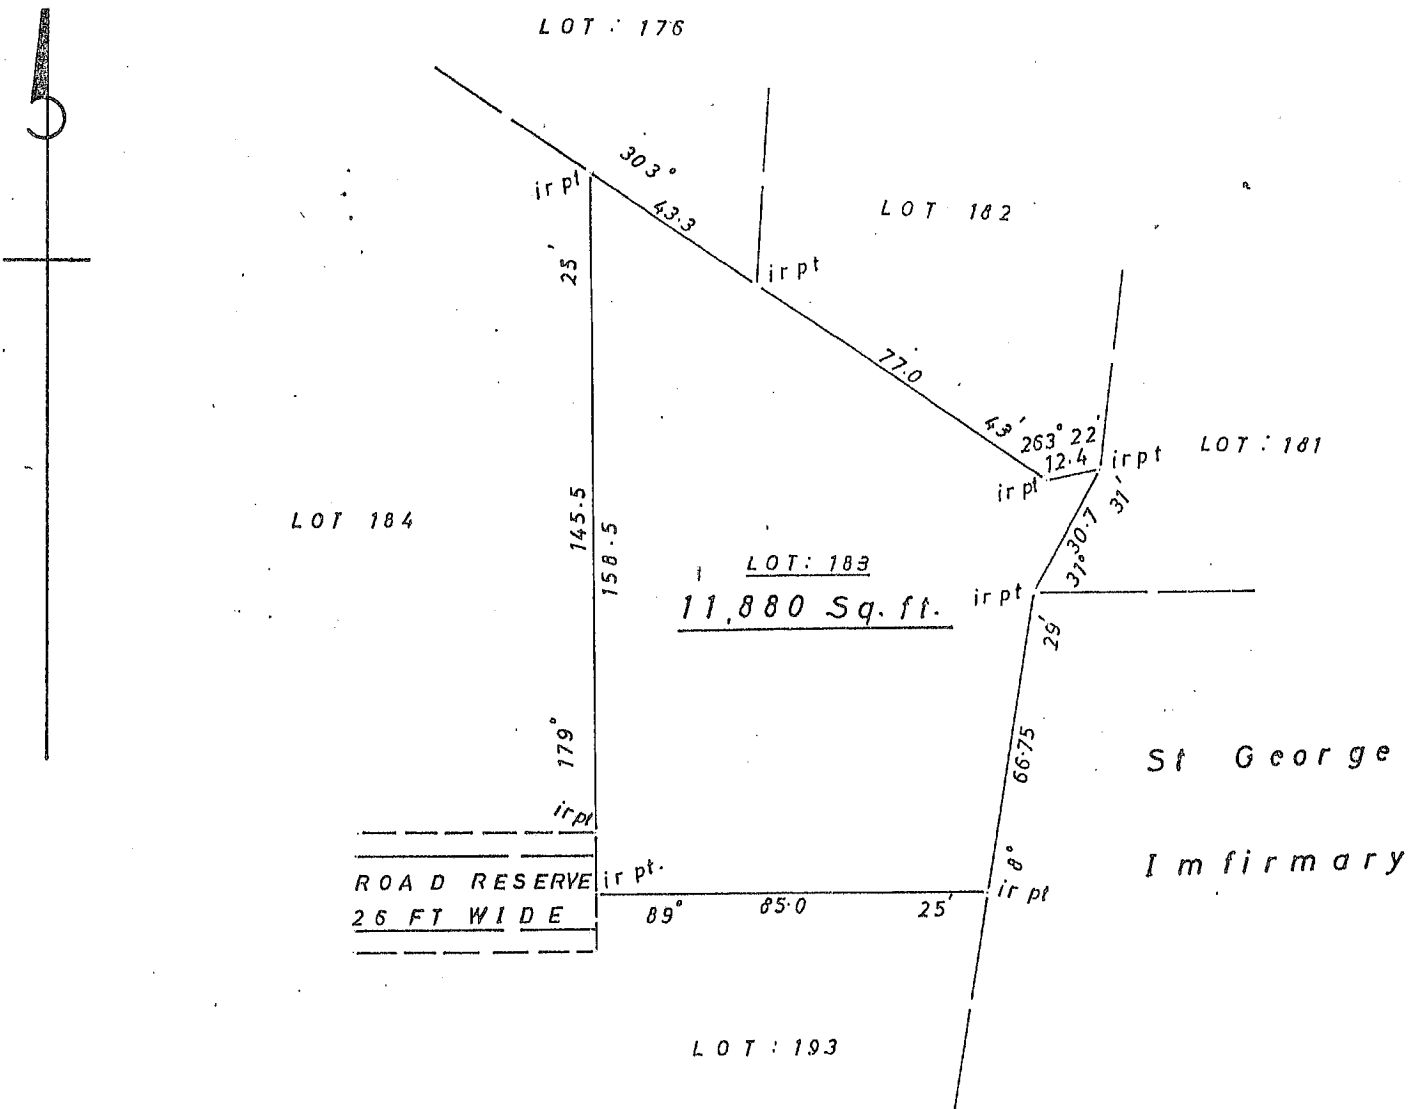 LOT : 176
303°
ir pt
43.3
LOT 182
25'
ir pt
77.0
43'
263° 22'
12.4
ir pt
LOT : 181
ir pt
31'
30.7
31°
LOT 184
145.5
158.5
LOT: 183
11,880 Sq. ft.
ir pt
29'
179°
66.75
St George
ir pt
8°
Imfirmary
ROAD RESERVE
ir pt.
26 FT WIDE
89°
85.0
25'
ir pt
LOT : 193